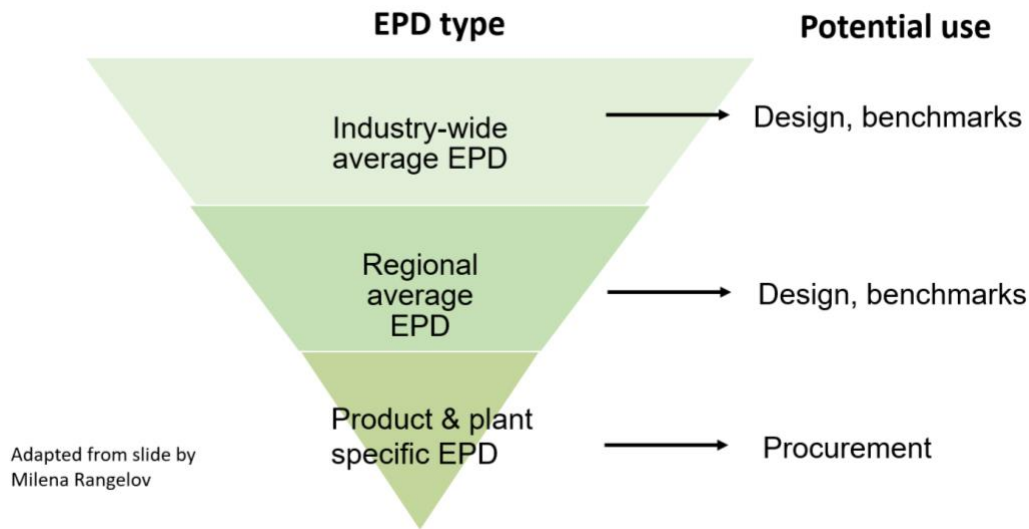 EPD type
Potential use
Industry-wide
average EPD
Design, benchmarks
Regional
average
EPD
Design, benchmarks
Product & plant
specific EPD
Procurement
Adapted from slide by
Milena Rangelov